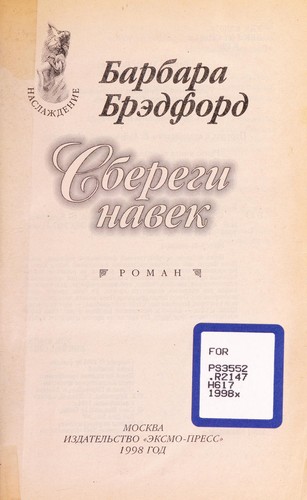 НАСЛАЖДЕНИЕ
Барбара
Брэдфорд
Сбереги
навек
РОМАН
FOR
PS3552
.R2147
H617
1998x
МОСКВА
ИЗДАТЕЛЬСТВО «ЭКСМО-ПРЕСС»
1998 ГОД